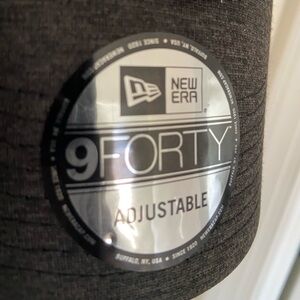 NEW
ERA
9FORTY
ADJUSTABLE
BUFFALO, NY, USA
SINCE 1920